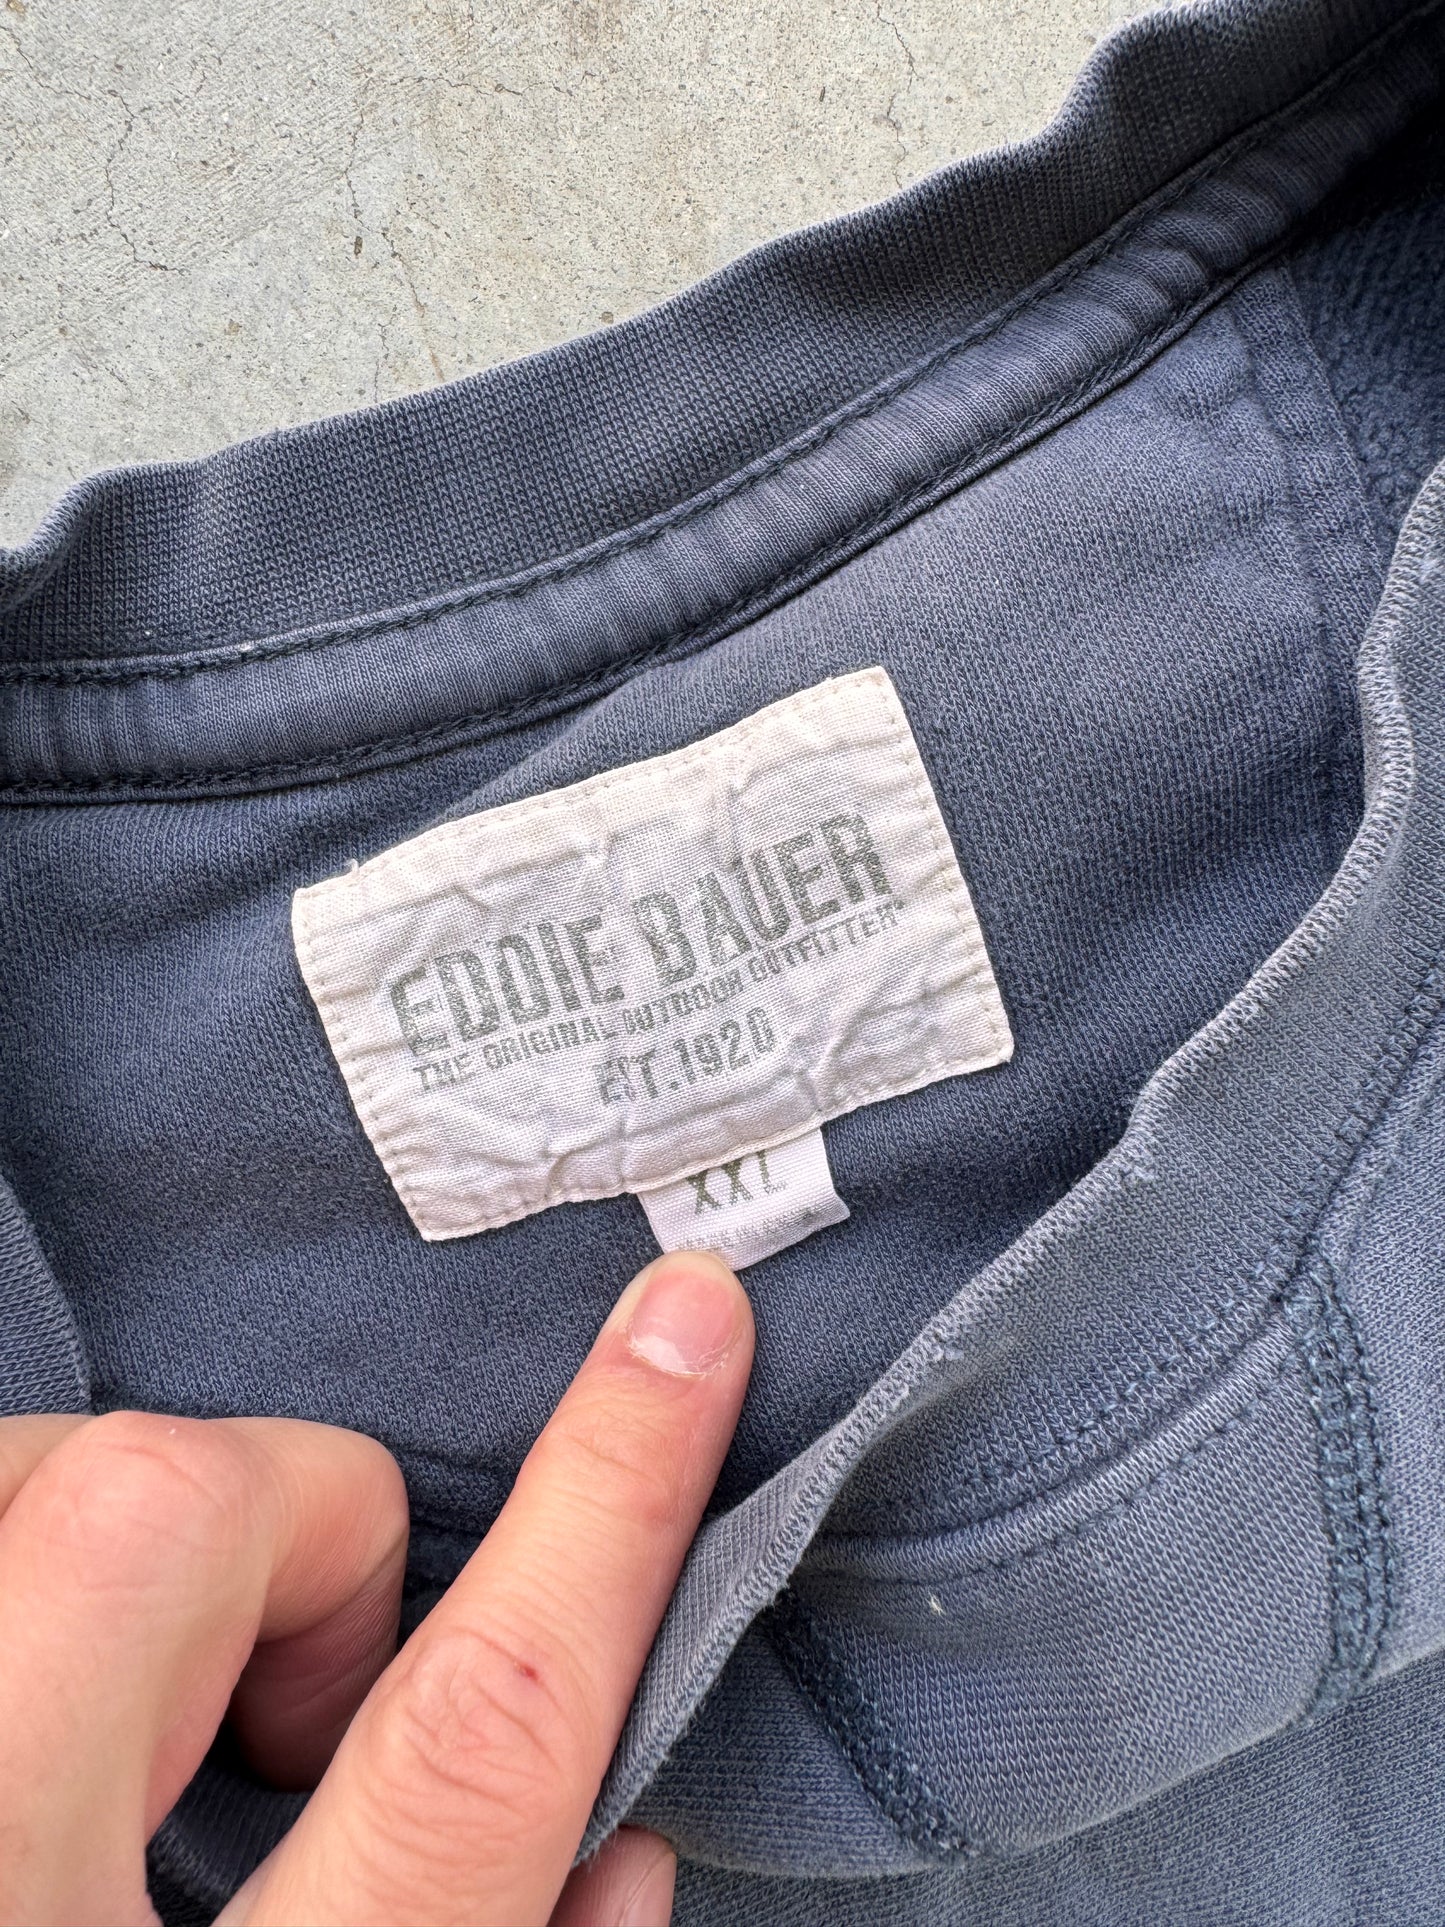 EDDIE BAUER
THE ORIGINAL OUTDOOR OUTFITTER
EST.1920
XXL